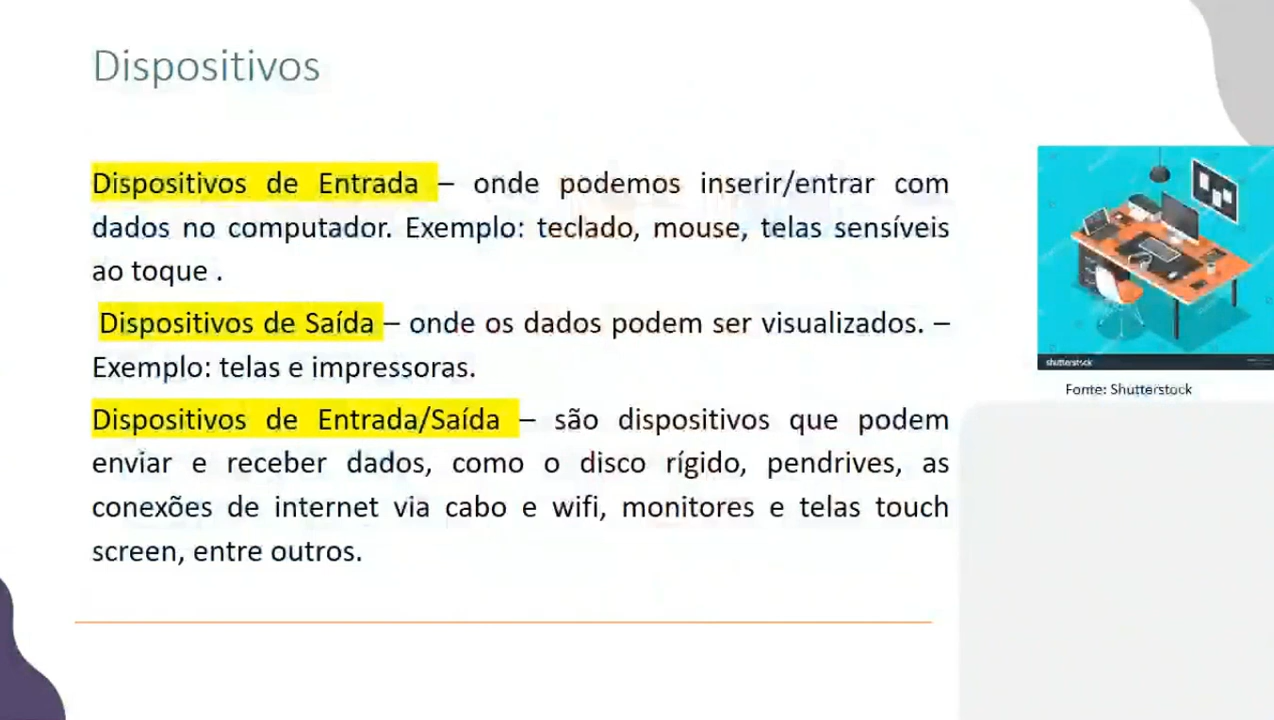 Dispositivos
Dispositivos de Entrada – onde podemos inserir/entrar com
dados no computador. Exemplo: teclado, mouse, telas sensíveis
ao toque .
Dispositivos de Saída – onde os dados podem ser visualizados. –
Exemplo: telas e impressoras.
Dispositivos de Entrada/Saída – são dispositivos que podem
enviar e receber dados, como o disco rígido, pendrives, as
conexões de internet via cabo e wifi, monitores e telas touch
screen, entre outros.
shutterstock
Fonte: Shutterstock